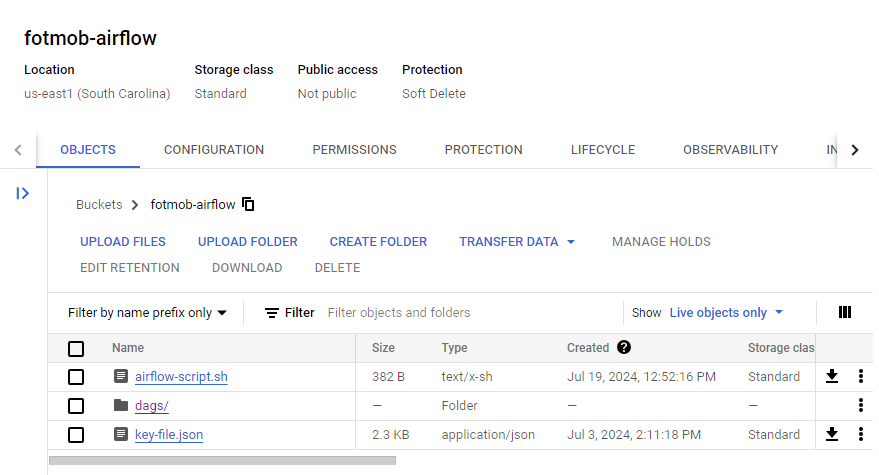 fotmob-airflow
Location Storage class Public access Protection
us-east1 (South Carolina) Standard Not public Soft Delete
OBJECTS CONFIGURATION PERMISSIONS PROTECTION LIFECYCLE OBSERVABILITY IN
Buckets fotmob-airflow
UPLOAD FILES UPLOAD FOLDER CREATE FOLDER TRANSFER DATA MANAGE HOLDS
EDIT RETENTION DOWNLOAD DELETE
Filter by name prefix only Filter Filter objects and folders Show Live objects only
Name Size Type Created ? Storage clas
airflow-script.sh 382 B text/x-sh Jul 19, 2024, 12:52:16 PM Standard
dags/ — Folder — —
key-file.json 2.3 KB application/json Jul 3, 2024, 2:11:18 PM Standard